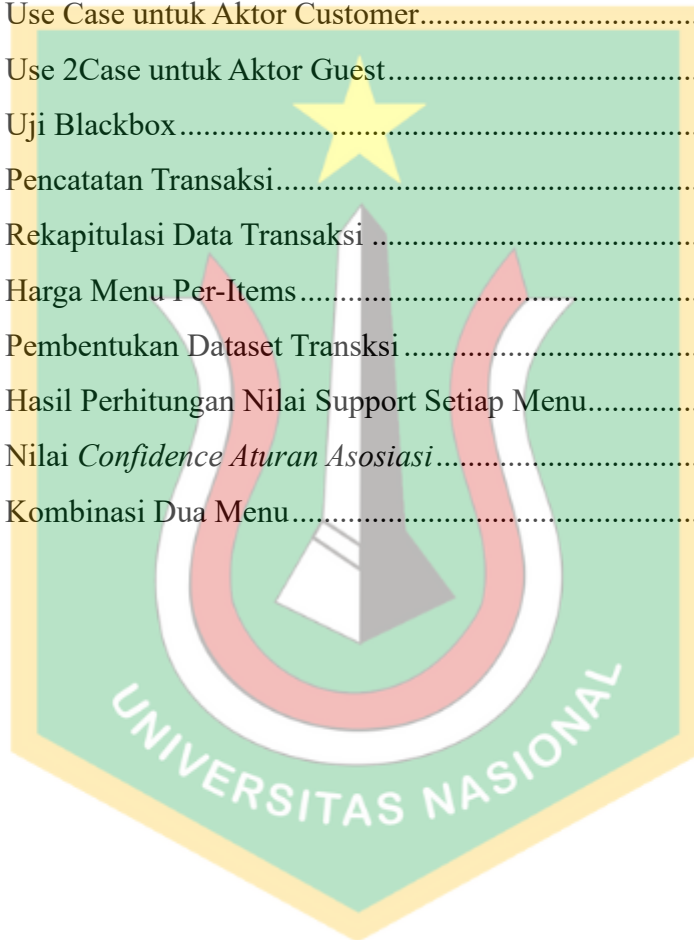 Use Case untuk Aktor Customer................................
Use 2Case untuk Aktor Guest....................................
Uji Blackbox..............................................................
Pencatatan Transaksi..................................................
Rekapitulasi Data Transaksi ......................................
Harga Menu Per-Items...............................................
Pembentukan Dataset Transksi ..................................
Hasil Perhitungan Nilai Support Setiap Menu............
Nilai Confidence Aturan Asosiasi...............................
Kombinasi Dua Menu................................................
UNIVERSITAS NASIONAL